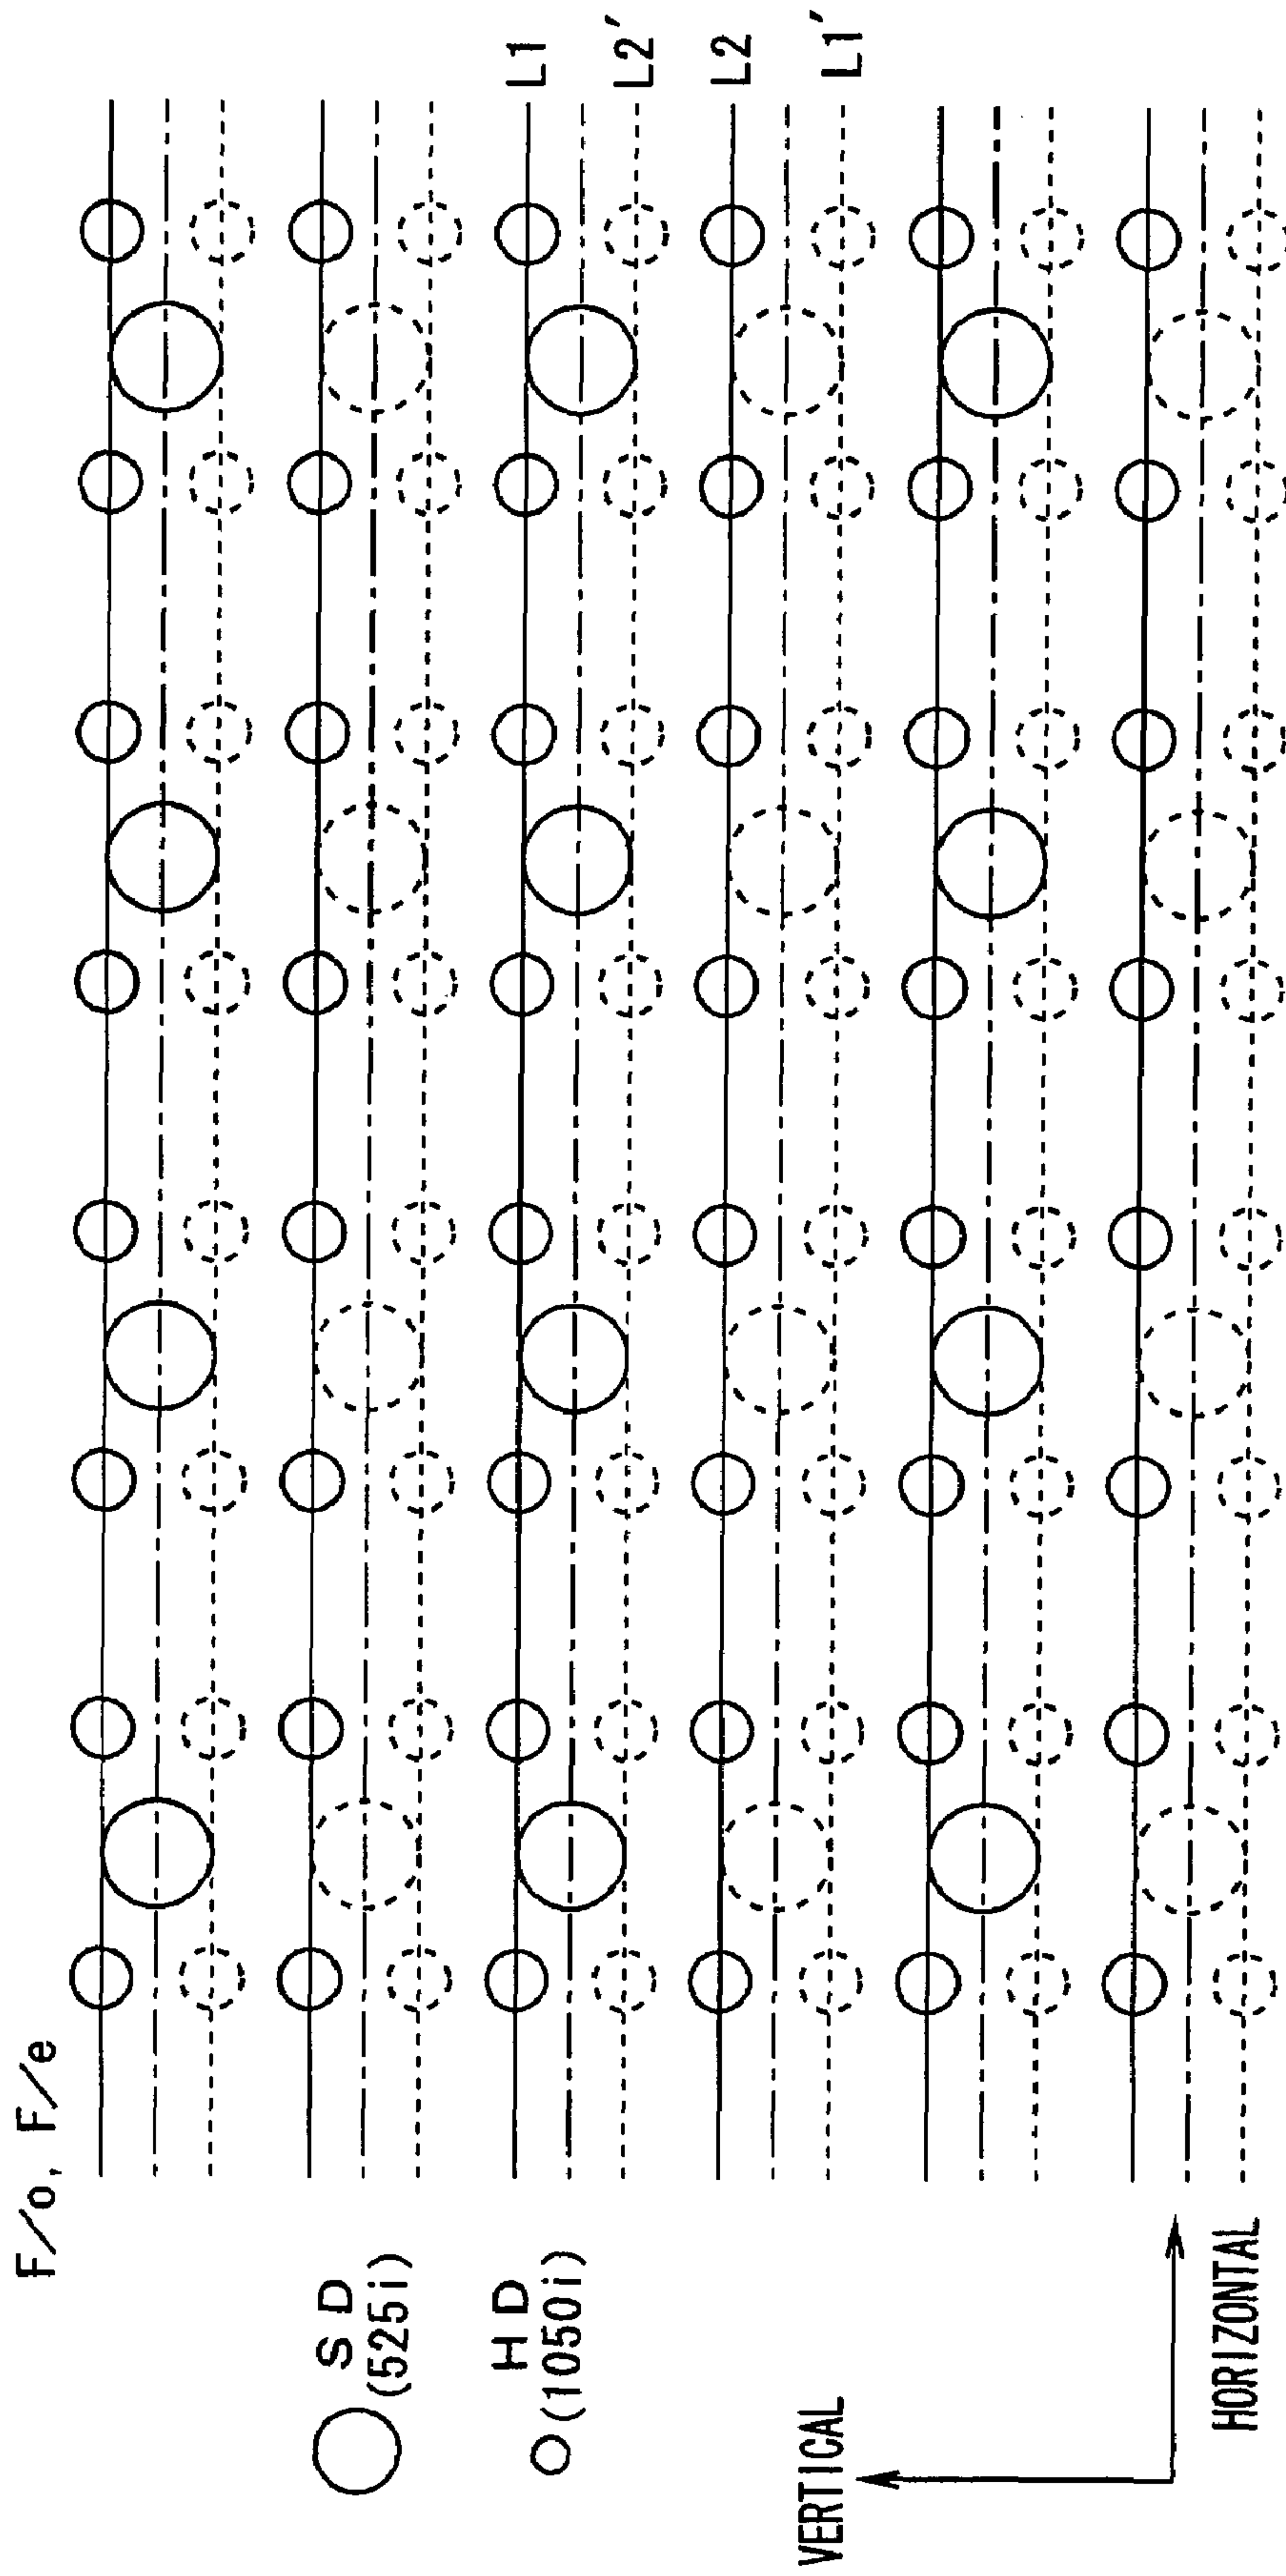 F/o, F/e
SD
(525i)
HD
(1050i)
VERTICAL
HORIZONTAL
L1
L2′
L2
L1′